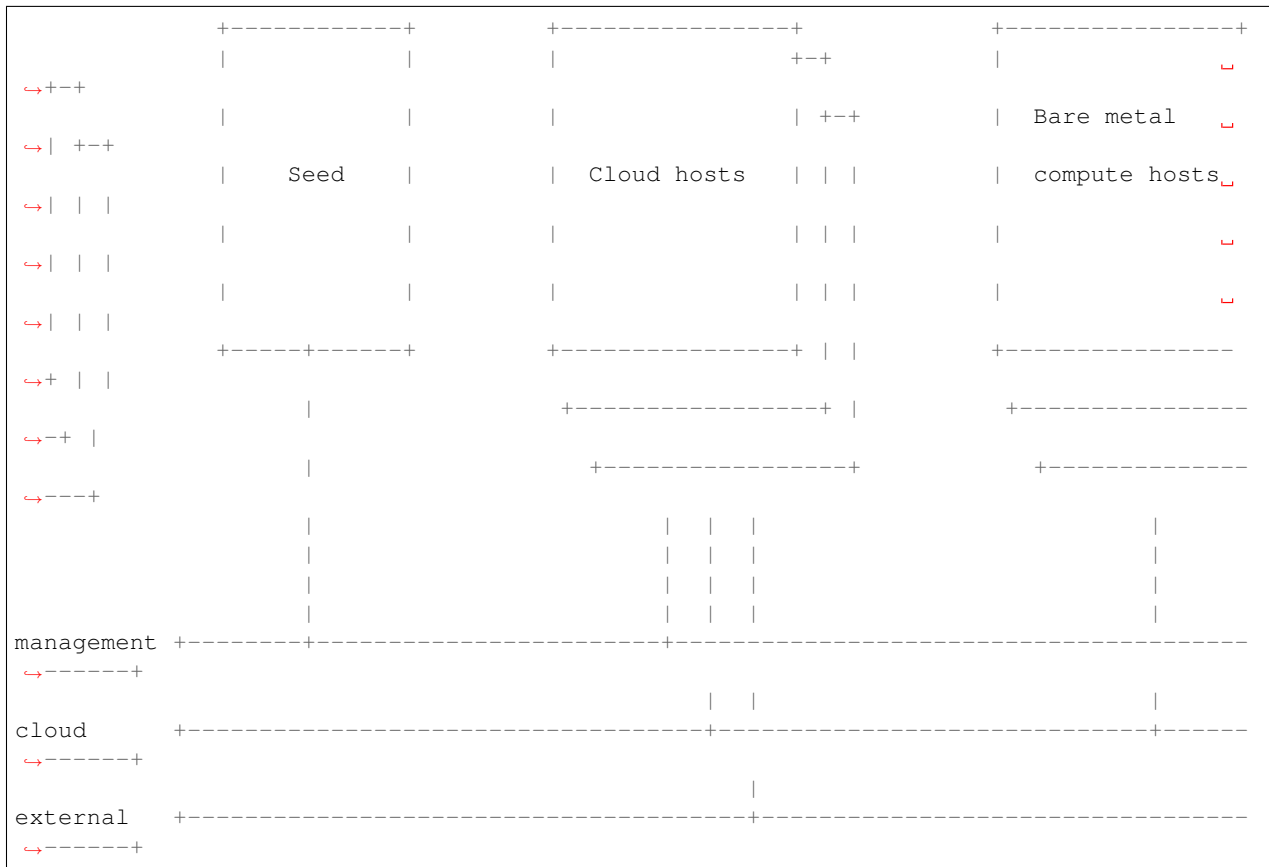 +------------+         +----------------+             +----------------+
            |            |         |                +-+           |               ␣
↪+-+
            |            |         |                | +-+         |  Bare metal   ␣
↪| +-+
            |    Seed    |         |  Cloud hosts   | | |         |  compute hosts␣
↪| | |
            |            |         |                | | |         |               ␣
↪| | |
            |            |         |                | | |         |               ␣
↪| | |
            +-----+------+         +----------------+ | |         +----------------
↪+ | |
                  |                 +-----------------+ |          +----------------
↪-+ |
                  |                   +-----------------+            +--------------
↪---+
                  |                        |  |  |                           |
                  |                        |  |  |                           |
                  |                        |  |  |                           |
                  |                        |  |  |                           |
management +--------+------------------------+----------------------------------------
↪------+
                                              |  |                           |
cloud      +------------------------------------+------------------------------+------
↪------+
                                                 |
external   +---------------------------------------+----------------------------------
↪------+